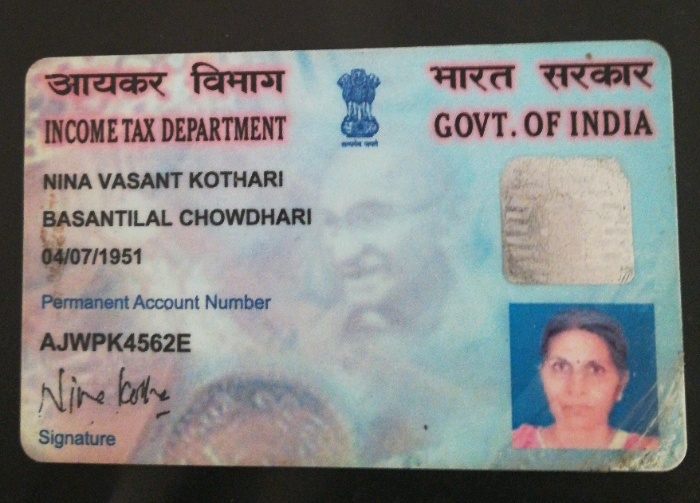 आयकर विभाग
INCOME TAX DEPARTMENT
भारत सरकार
GOVT. OF INDIA
सत्यमेव जयते
NINA VASANT KOTHARI
BASANTILAL CHOWDHARI
04/07/1951
Permanent Account Number
AJWPK4562E
Nina Kothari
Signature